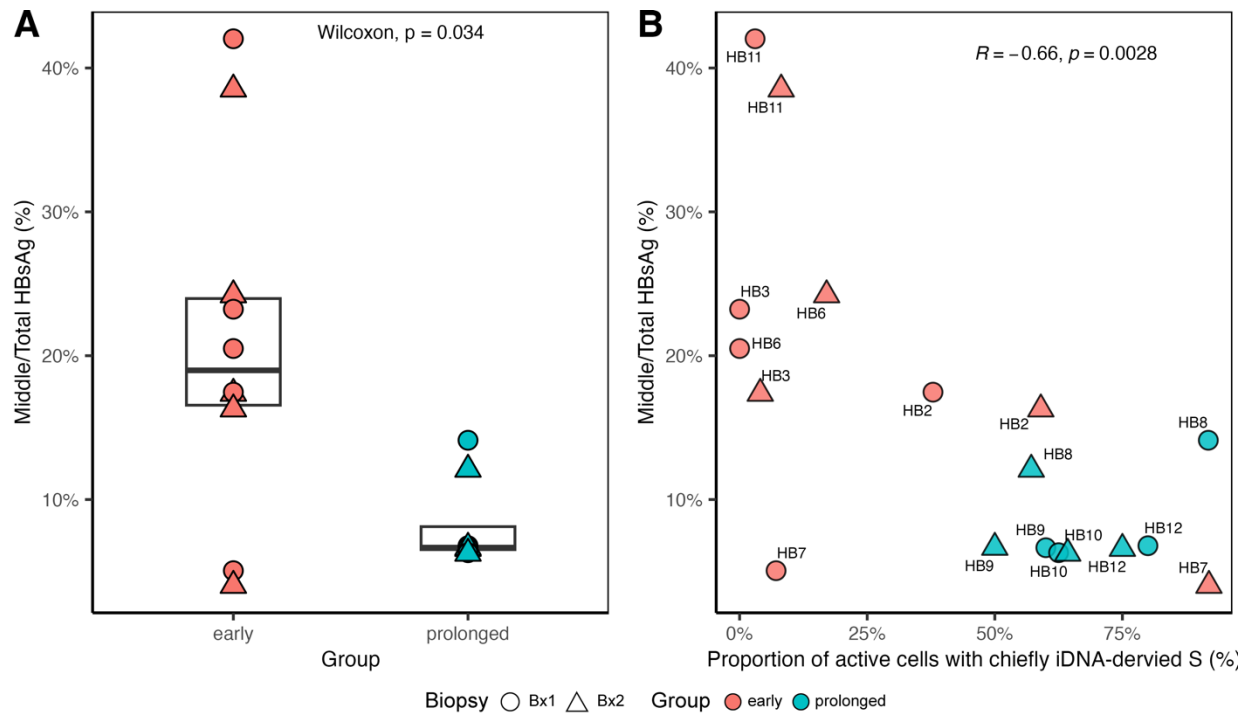 A
Wilcoxon, p = 0.034
Middle/Total HBsAg (%)
40%
30%
20%
10%
early
prolonged
Group
B
R = −0.66, p = 0.0028
Middle/Total HBsAg (%)
40%
30%
20%
10%
HB11
HB11
HB3
HB6
HB6
HB3
HB2
HB2
HB8
HB8
HB7
HB9
HB9
HB10
HB10
HB12
HB12
HB7
0%
25%
50%
75%
Proportion of active cells with chiefly iDNA-dervied S (%)
Biopsy Bx1 Bx2 Group early prolonged